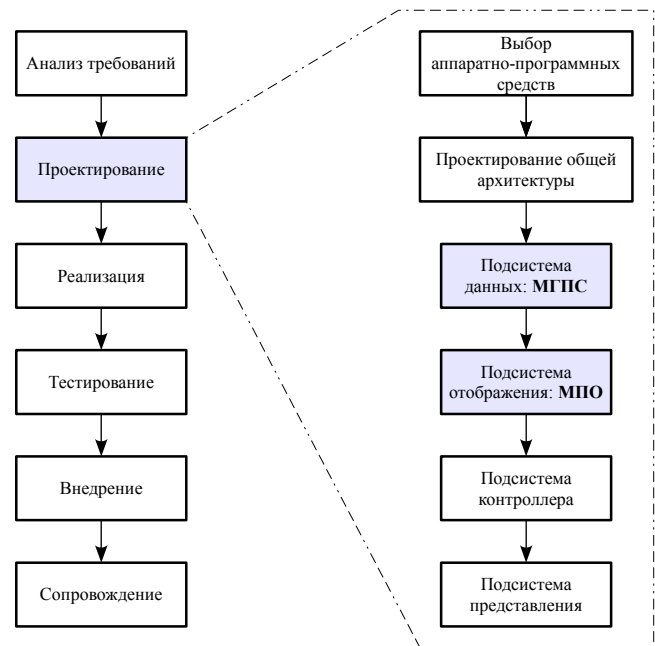 Анализ требований
Проектирование
Реализация
Тестирование
Внедрение
Сопровождение
Выбор
аппаратно-программных
средств
Проектирование общей
архитектуры
Подсистема
данных: МГПС
Подсистема
отображения: МПО
Подсистема
контроллера
Подсистема
представления